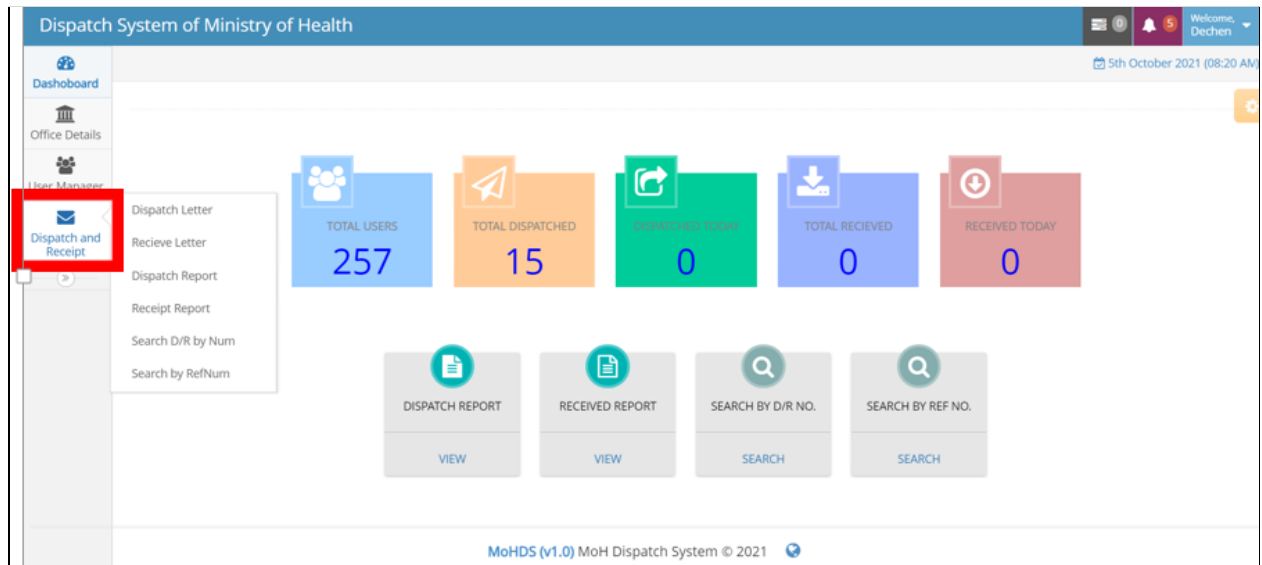 Dispatch System of Ministry of Health
0
5
Welcome,
Dechen
5th October 2021 (08:20 AM)
Dashoboard
Office Details
User Manager
Dispatch and
Receipt
Dispatch Letter
Recieve Letter
Dispatch Report
Receipt Report
Search D/R by Num
Search by RefNum
TOTAL USERS
257
TOTAL DISPATCHED
15
DISPATCHED TODAY
0
TOTAL RECIEVED
0
RECEIVED TODAY
0
DISPATCH REPORT
VIEW
RECEIVED REPORT
VIEW
SEARCH BY D/R NO.
SEARCH
SEARCH BY REF NO.
SEARCH
MoHDS (v1.0) MoH Dispatch System © 2021